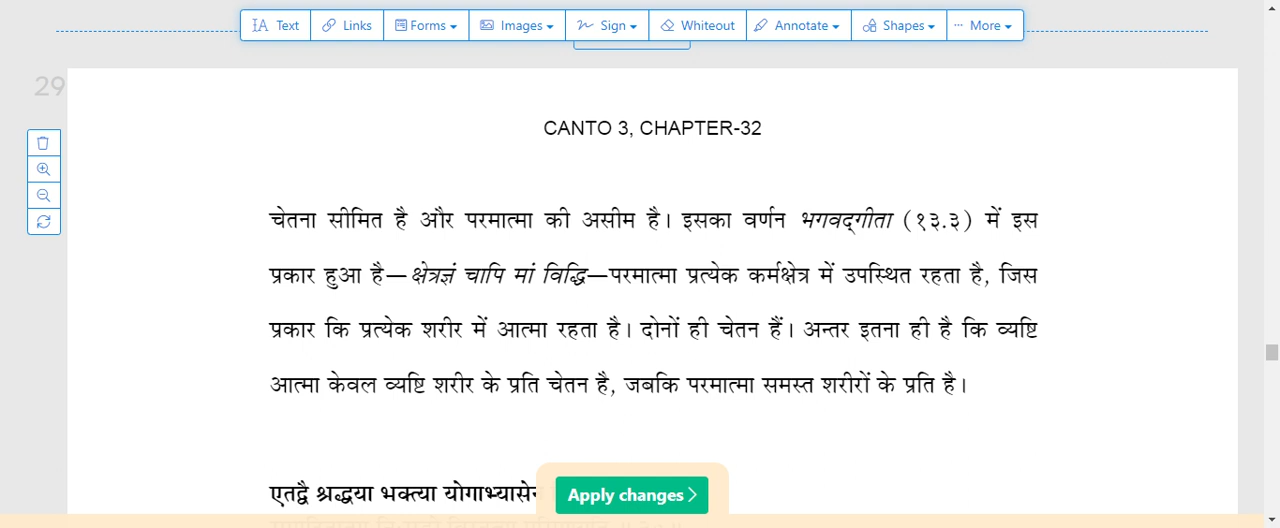 Text Links Forms Images Sign Whiteout Annotate Shapes More
29
CANTO 3, CHAPTER-32
चेतना सीमित है और परमात्मा की असीम है। इसका वर्णन भगवद्‌गीता (१३.३) में इस
प्रकार हुआ है—क्षेत्रज्ञं चापि मां विद्धि—परमात्मा प्रत्येक कर्मक्षेत्र में उपस्थित रहता है, जिस
प्रकार कि प्रत्येक शरीर में आत्मा रहता है। दोनों ही चेतन हैं। अन्तर इतना ही है कि व्यष्टि
आत्मा केवल व्यष्टि शरीर के प्रति चेतन है, जबकि परमात्मा समस्त शरीरों के प्रति है।
एतद्वै श्रद्धया भक्त्या योगाभ्यासेन
Apply changes